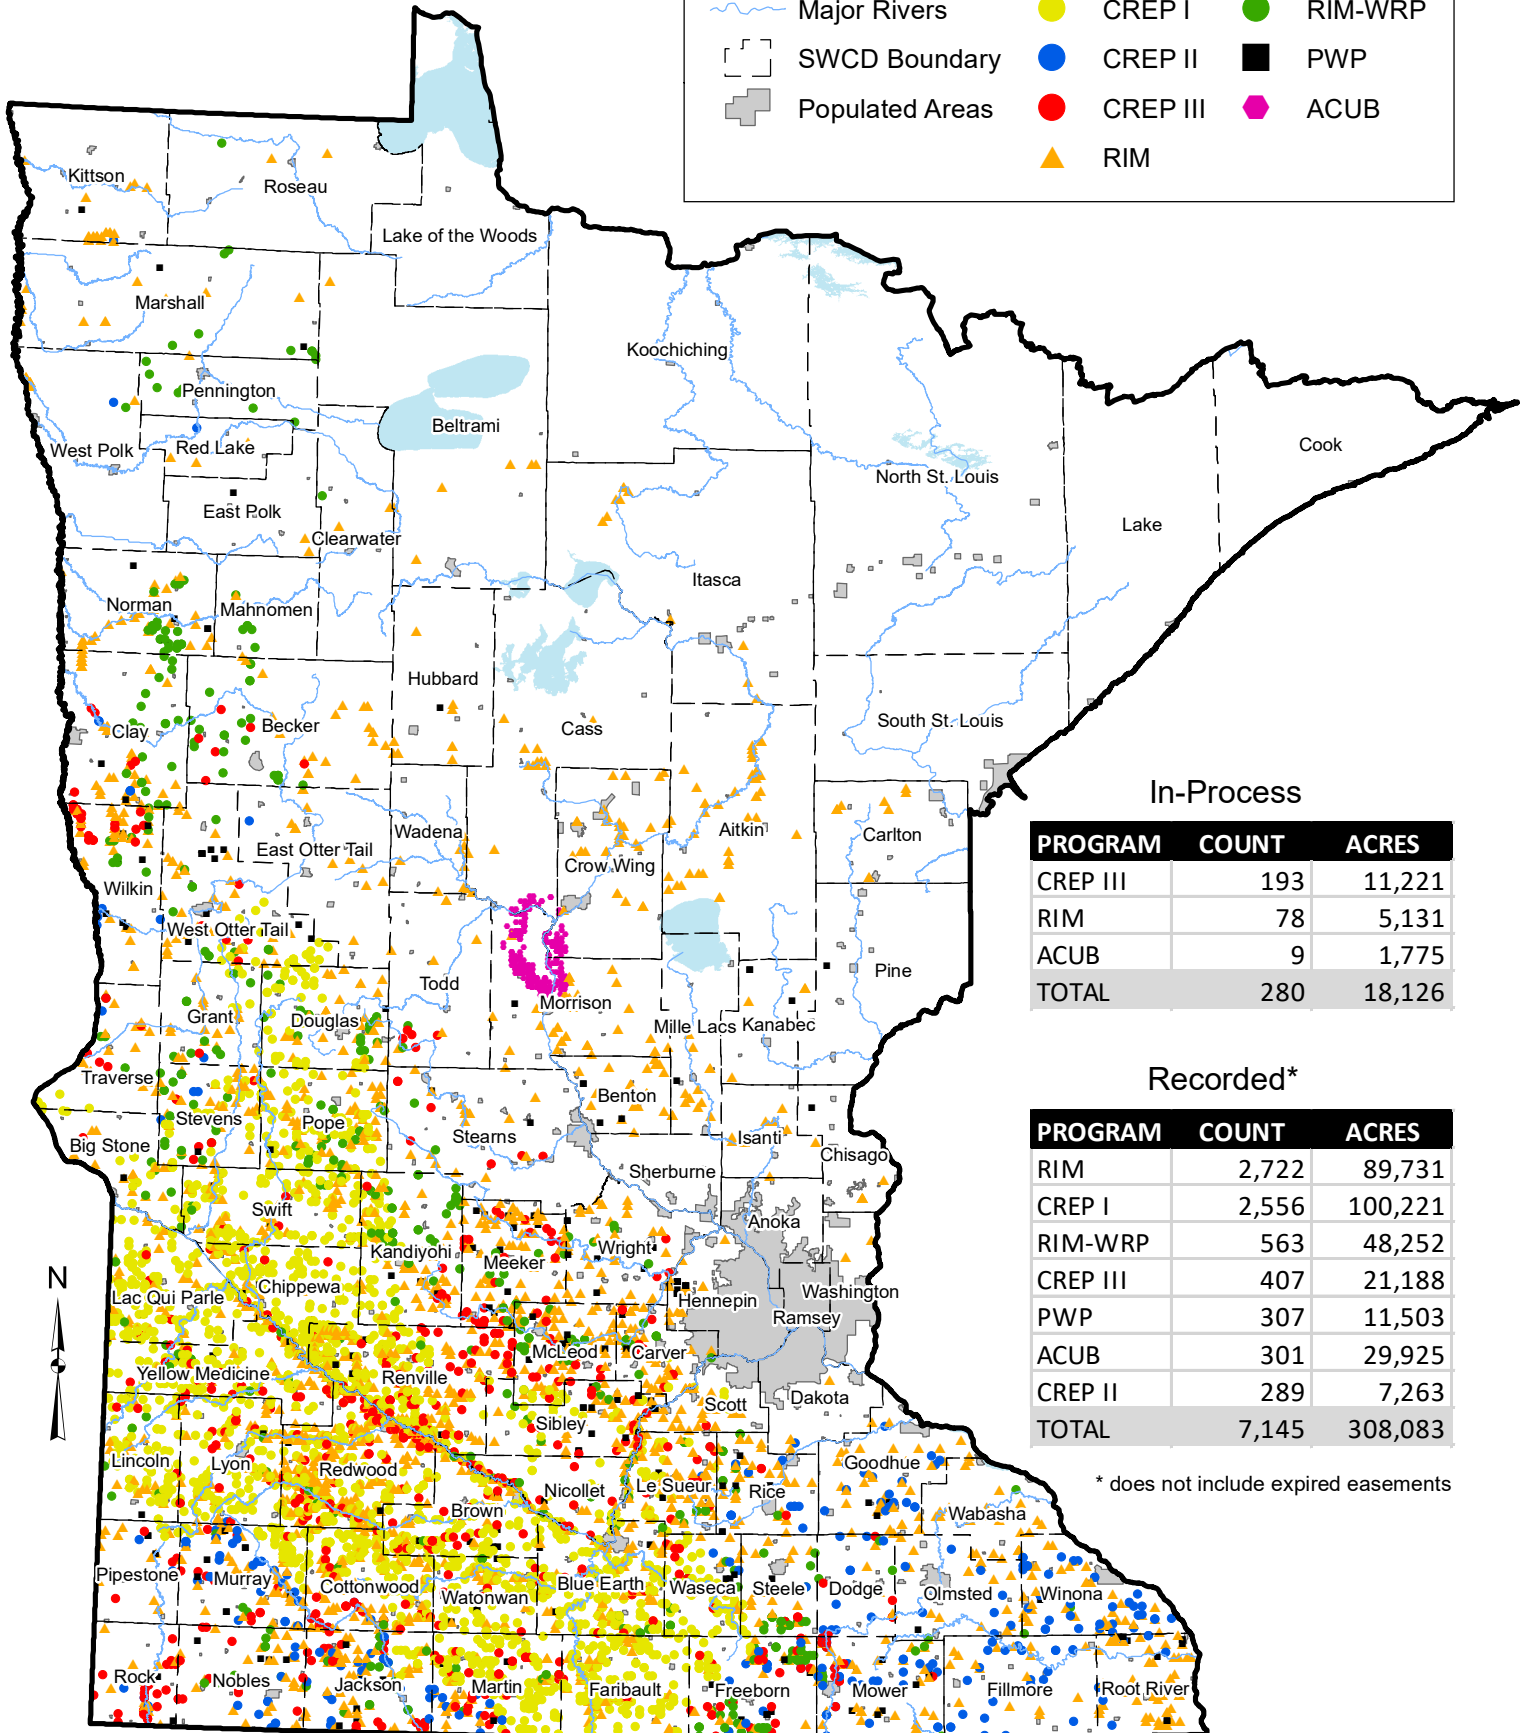 Major Rivers
CREP I
RIM-WRP
SWCD Boundary
CREP II
PWP
Populated Areas
CREP III
ACUB
RIM
Kittson
Roseau
Lake of the Woods
Marshall
Koochiching
Pennington
Beltrami
West Polk
Red Lake
Cook
North St. Louis
East Polk
Lake
Clearwater
Itasca
Norman
Mahnomen
Hubbard
Cass
South St. Louis
Clay
Becker
Wadena
Aitkin
Carlton
East Otter Tail
Crow Wing
Wilkin
West Otter Tail
Todd
Pine
Morrison
Grant
Douglas
Mille Lacs
Kanabec
Traverse
Benton
Stevens
Pope
Stearns
Isanti
Big Stone
Chisago
Sherburne
Swift
Anoka
Kandiyohi
Wright
Meeker
Chippewa
Lac Qui Parle
Hennepin
Washington
Ramsey
McLeod
Carver
Yellow Medicine
Renville
Dakota
Scott
Sibley
Lincoln
Lyon
Redwood
Goodhue
Nicollet
Le Sueur
Rice
Brown
Wabasha
Pipestone
Murray
Cottonwood
Watonwan
Blue Earth
Waseca
Steele
Dodge
Olmsted
Winona
Rock
Nobles
Jackson
Martin
Faribault
Freeborn
Mower
Fillmore
Root River
N
In-Process
PROGRAM COUNT ACRES
CREP III 193 11,221
RIM 78 5,131
ACUB 9 1,775
TOTAL 280 18,126
Recorded*
PROGRAM COUNT ACRES
RIM 2,722 89,731
CREP I 2,556 100,221
RIM-WRP 563 48,252
CREP III 407 21,188
PWP 307 11,503
ACUB 301 29,925
CREP II 289 7,263
TOTAL 7,145 308,083
* does not include expired easements